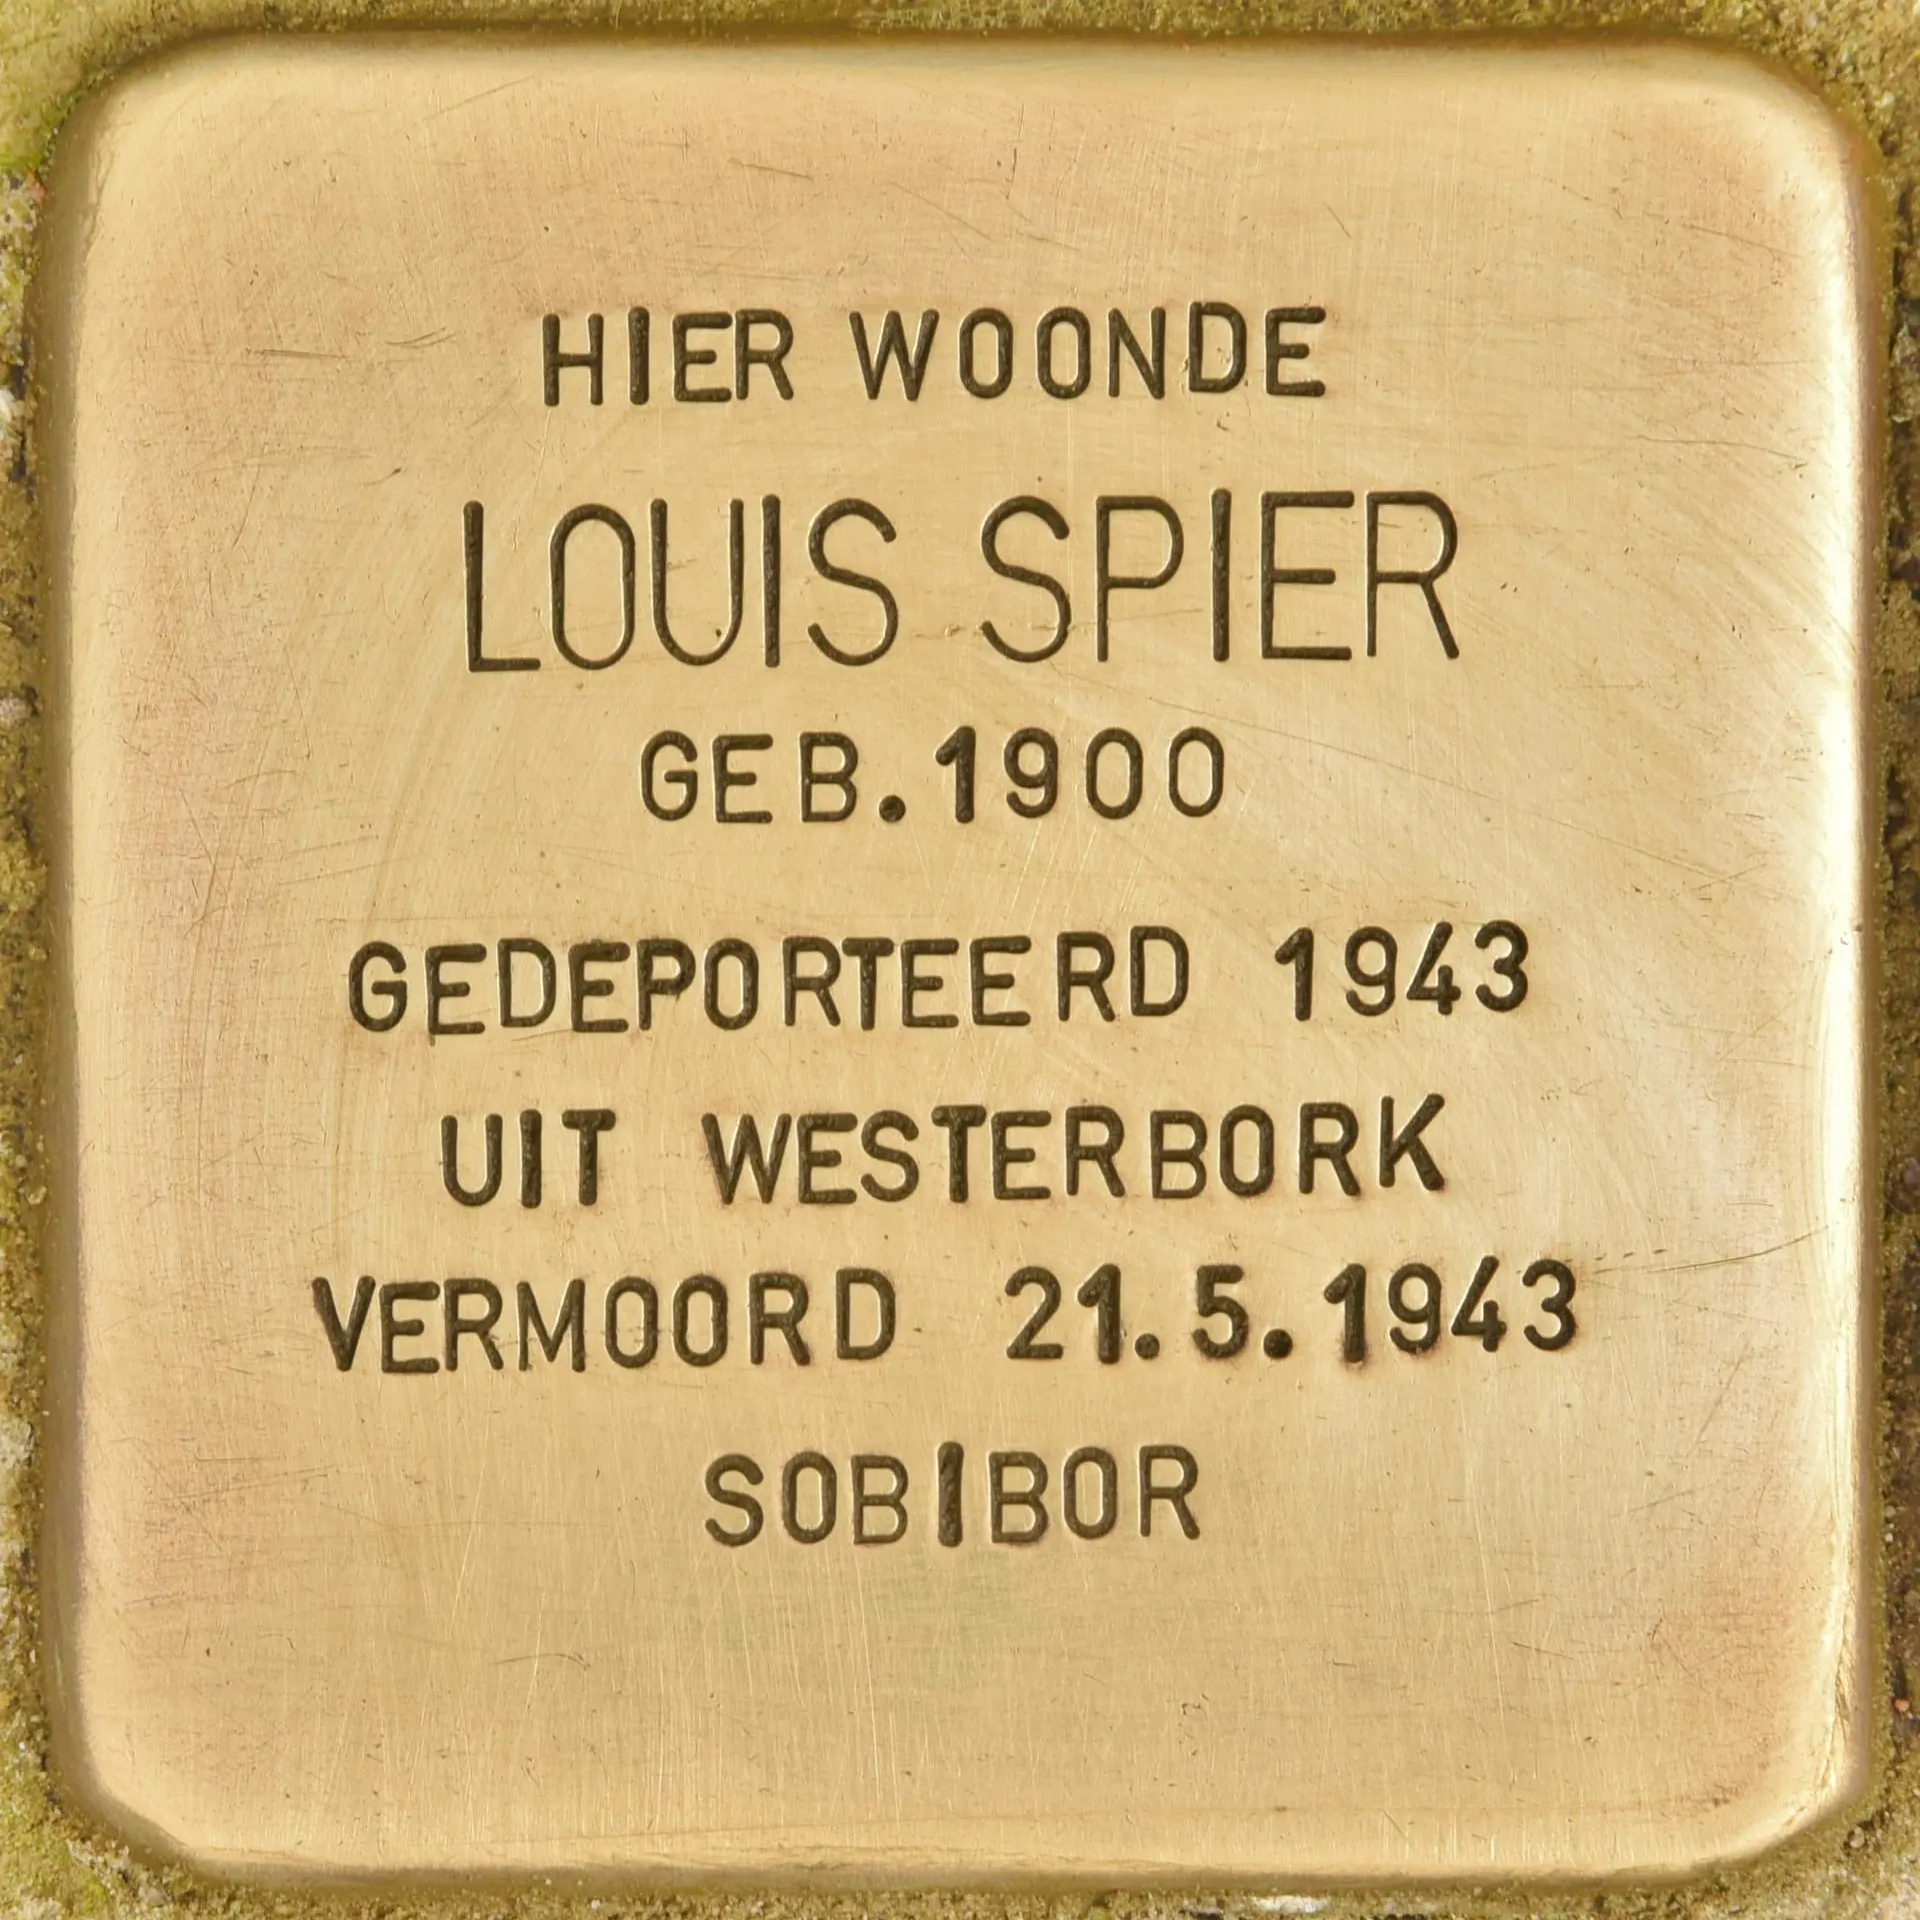 HIER WOONDE
LOUIS SPIER
GEB. 1900
GEDEPORTEERD 1943
UIT WESTERBORK
VERMOORD 21.5.1943
SOBIBOR